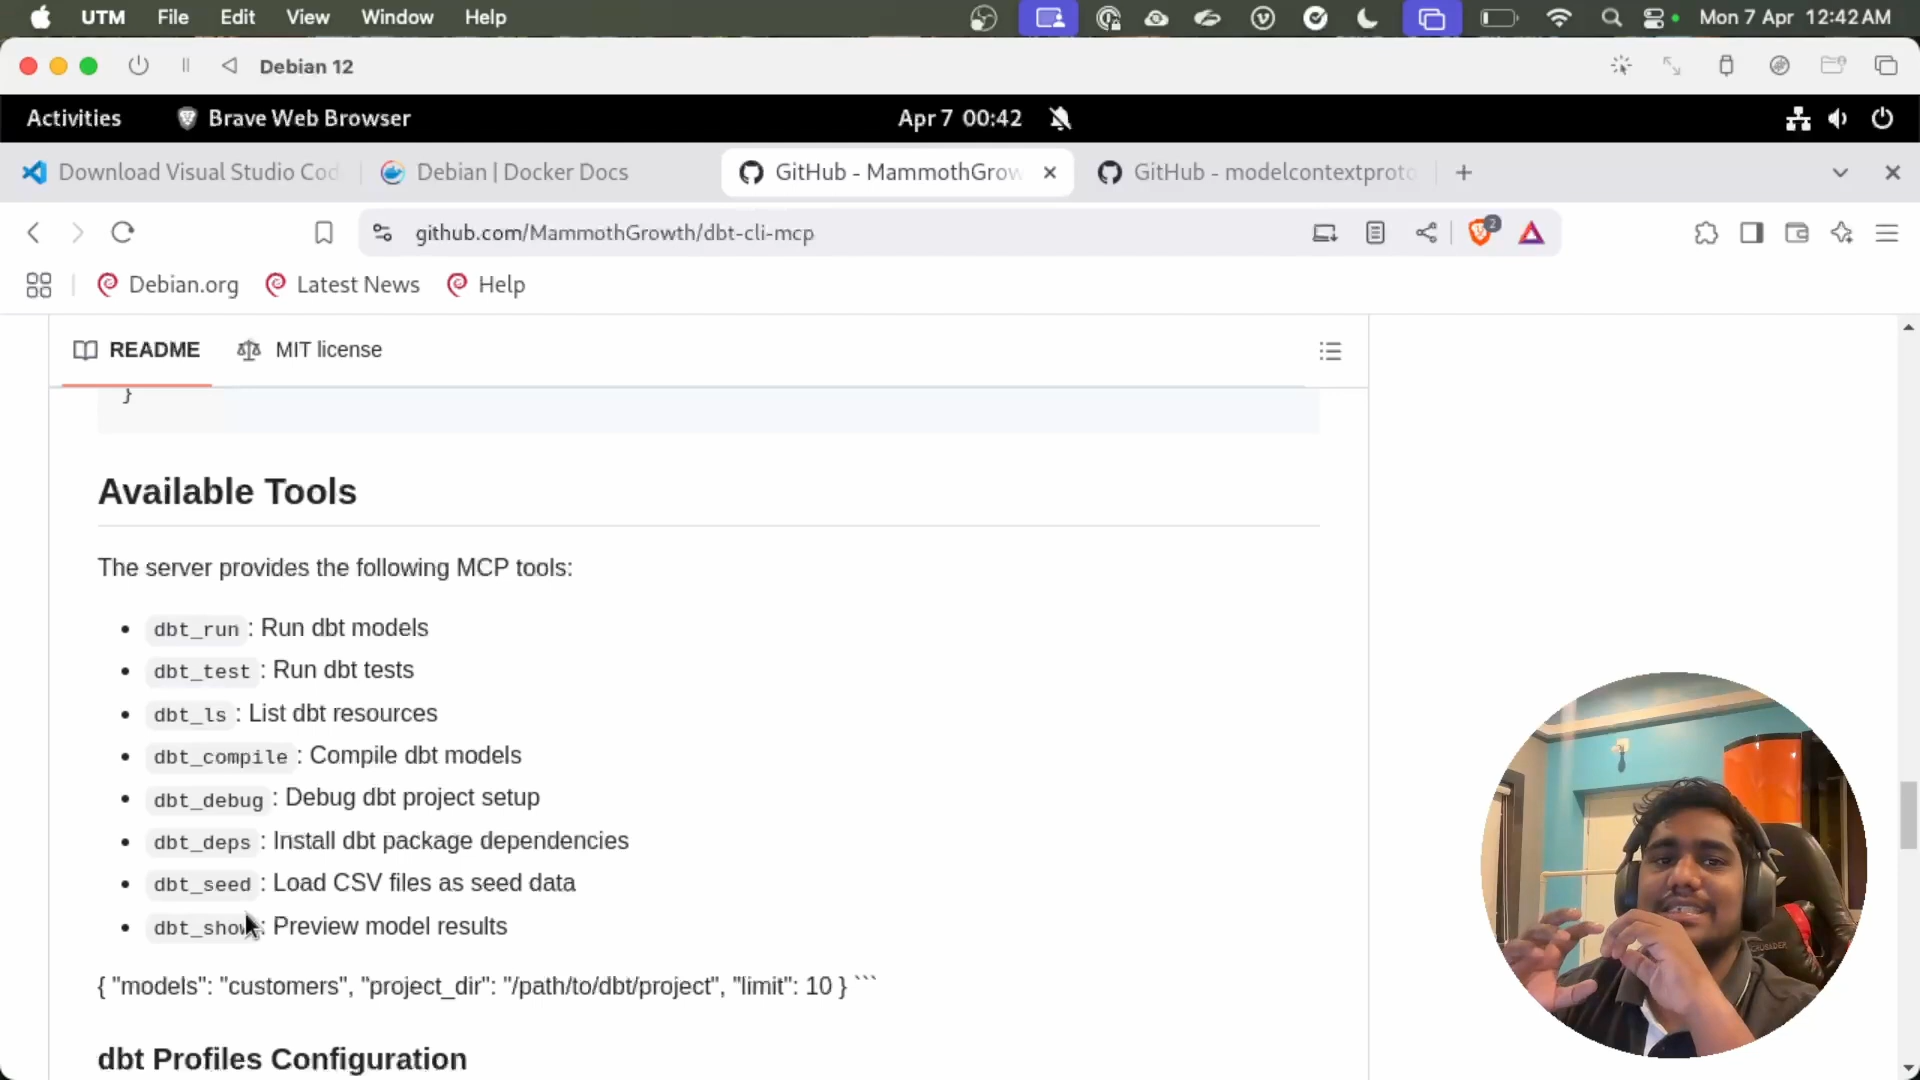 UTM File Edit View Window Help Mon 7 Apr 12:42 AM
Debian 12
Activities Brave Web Browser Apr 7 00:42
Download Visual Studio Cod Debian | Docker Docs GitHub - MammothGrow GitHub - modelcontextproto
github.com/MammothGrowth/dbt-cli-mcp 2
Debian.org Latest News Help
README MIT license
}
Available Tools
The server provides the following MCP tools:
• dbt_run : Run dbt models
• dbt_test : Run dbt tests
• dbt_ls : List dbt resources
• dbt_compile : Compile dbt models
• dbt_debug : Debug dbt project setup
• dbt_deps : Install dbt package dependencies
• dbt_seed : Load CSV files as seed data
• dbt_show : Preview model results
{ "models": "customers", "project_dir": "/path/to/dbt/project", "limit": 10 } ```
dbt Profiles Configuration